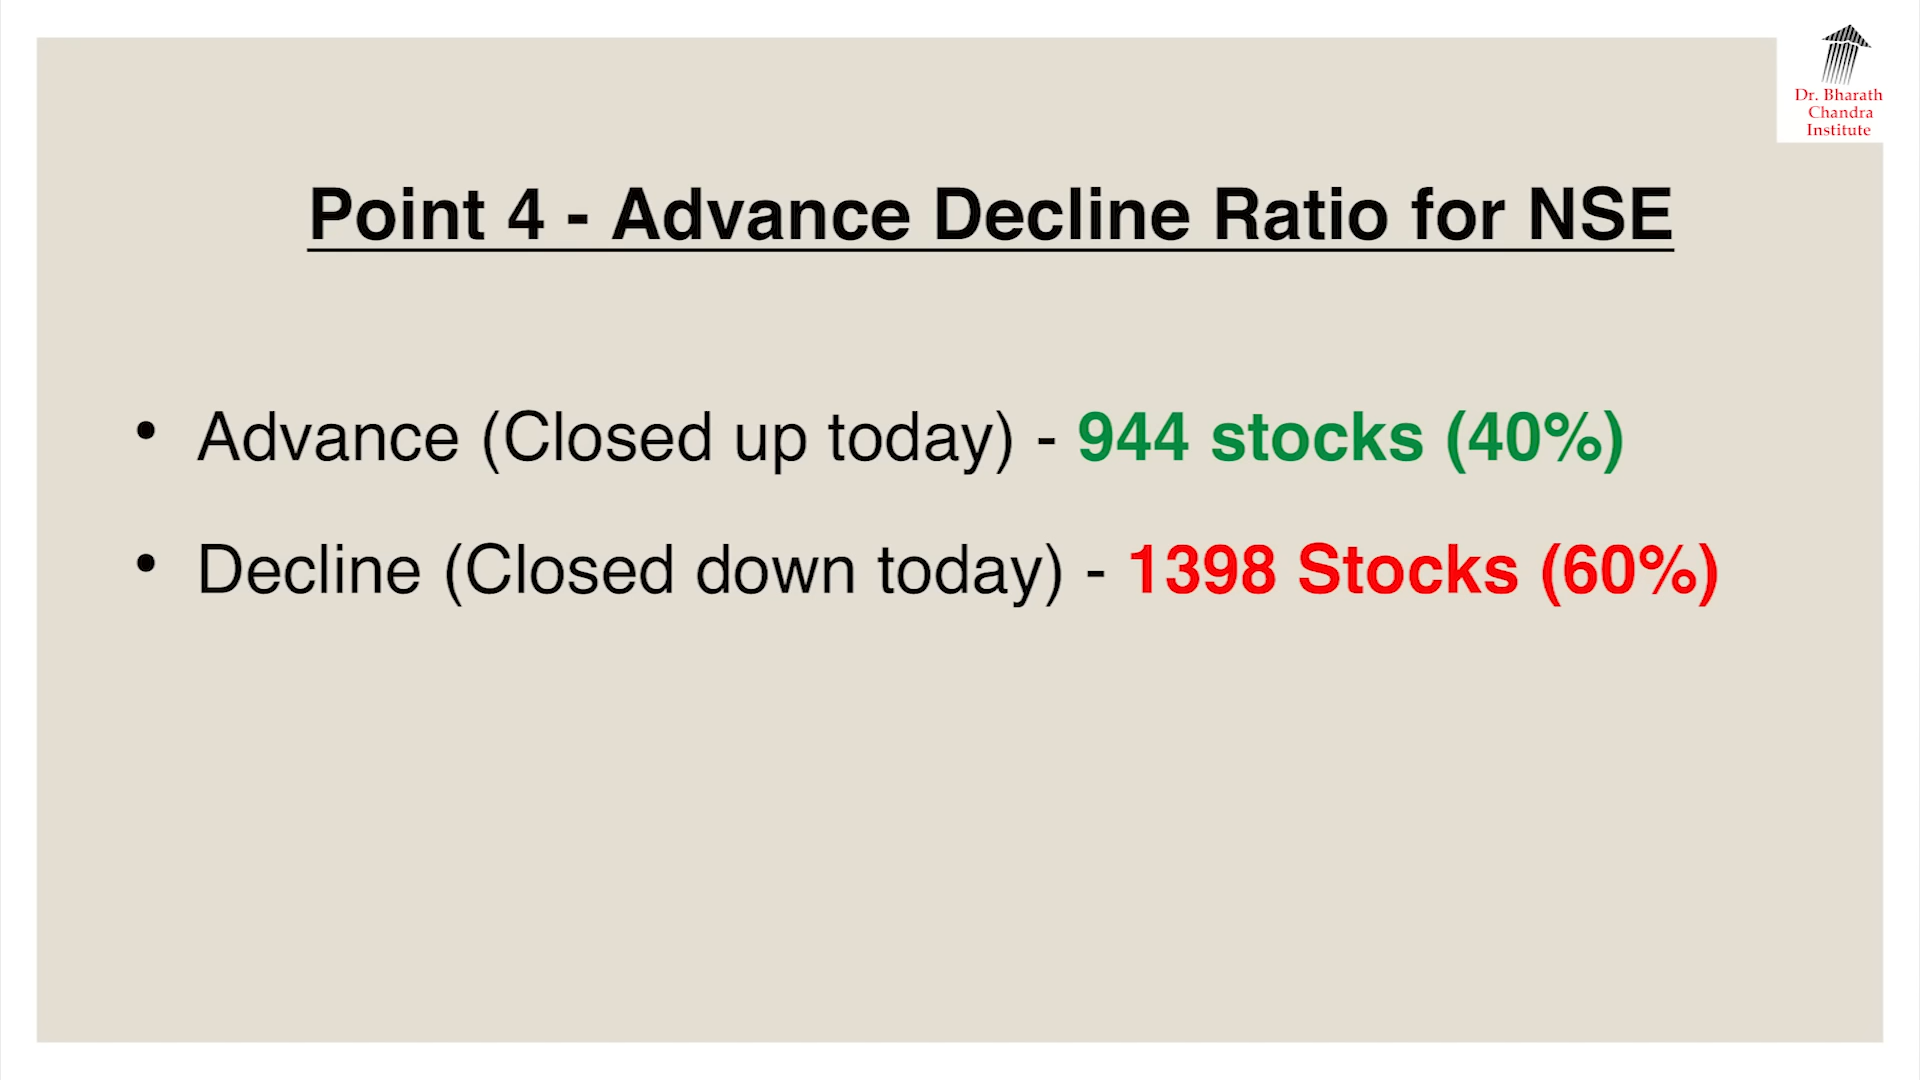 Dr. Bharath
Chandra
Institute
Point 4 - Advance Decline Ratio for NSE
• Advance (Closed up today) - 944 stocks (40%)
• Decline (Closed down today) - 1398 Stocks (60%)